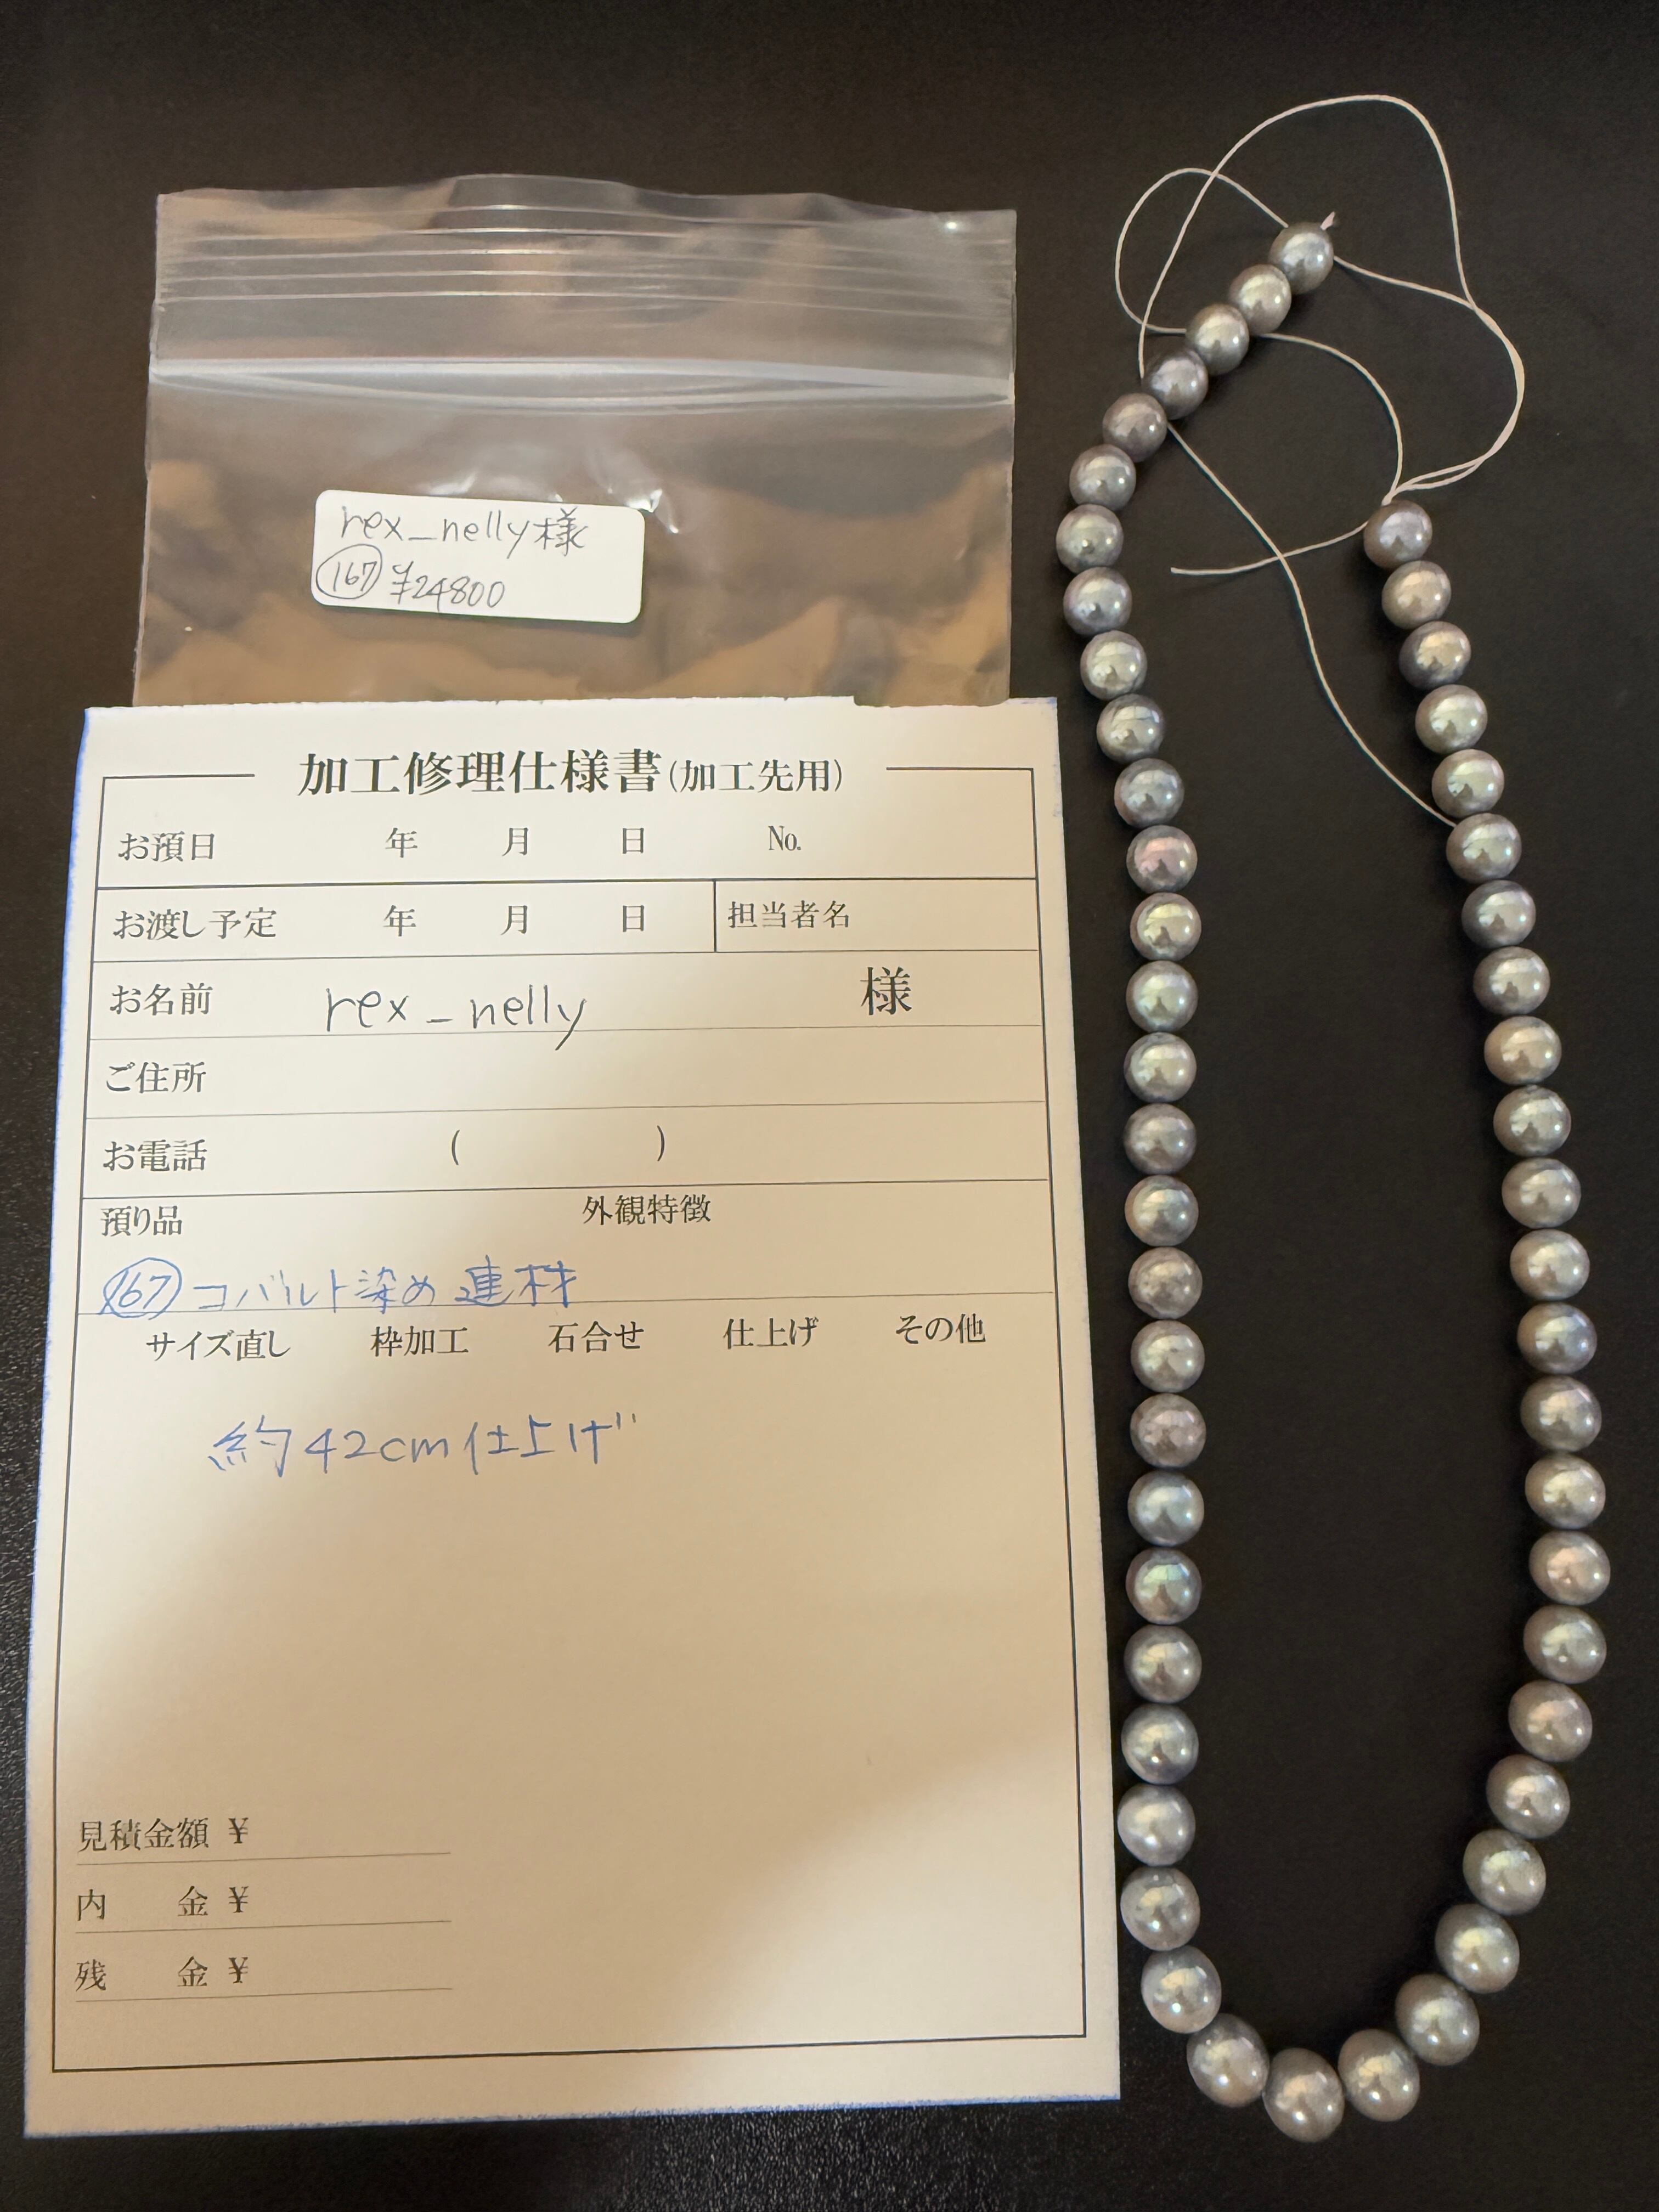 rex_nelly様
167 ¥24800
加工修理仕様書(加工先用)
お預日 年 月 日 No.
お渡し予定 年 月 日 担当者名
お名前 rex_nelly 様
ご住所
お電話 ( )
預り品 外観特徴
167 コバルト染め 連材
サイズ直し 枠加工 石合せ 仕上げ その他
約42cm仕上げ
見積金額 ¥
内 金 ¥
残 金 ¥